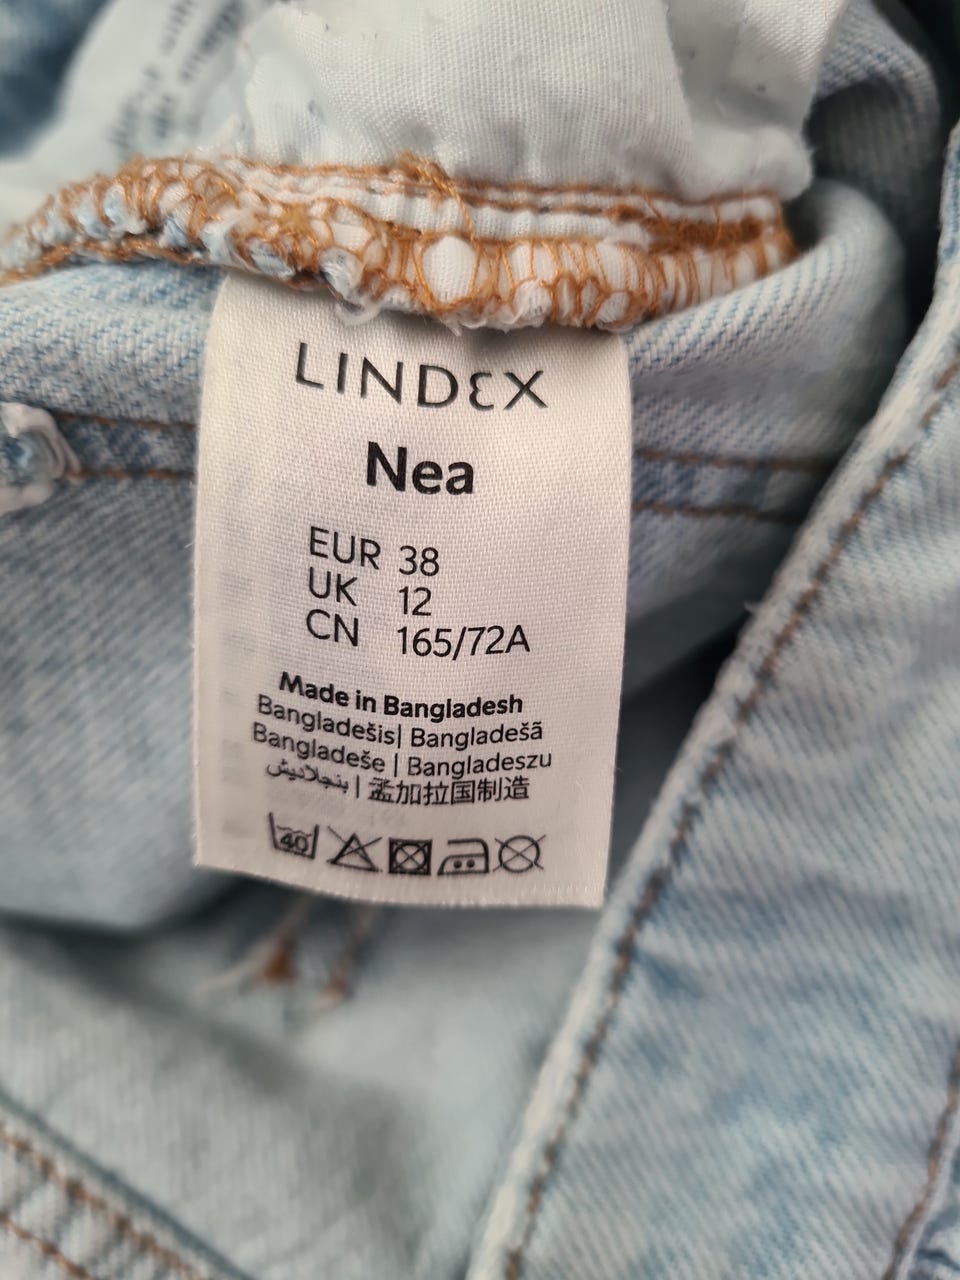 LINDEX
Nea
EUR 38
UK 12
CN 165/72A
Made in Bangladesh
Bangladešis| Bangladešā
Bangladeše | Bangladeszu
بنجلاديش | 孟加拉国制造
40